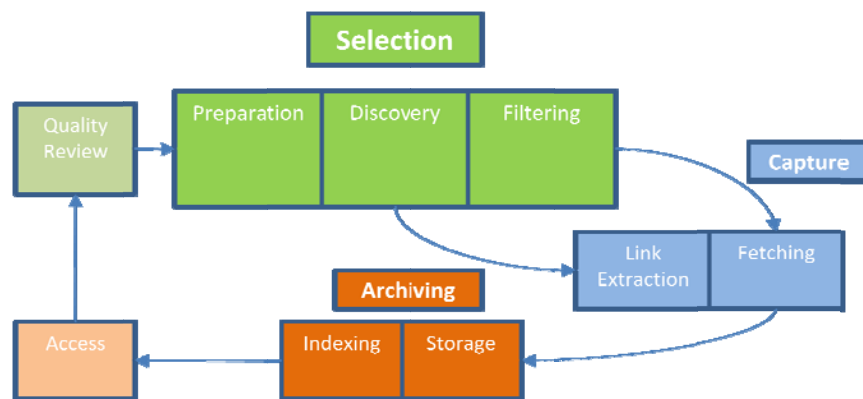 Selection
Quality
Review
Preparation
Discovery
Filtering
Capture
Link
Extraction
Fetching
Archiving
Access
Indexing
Storage